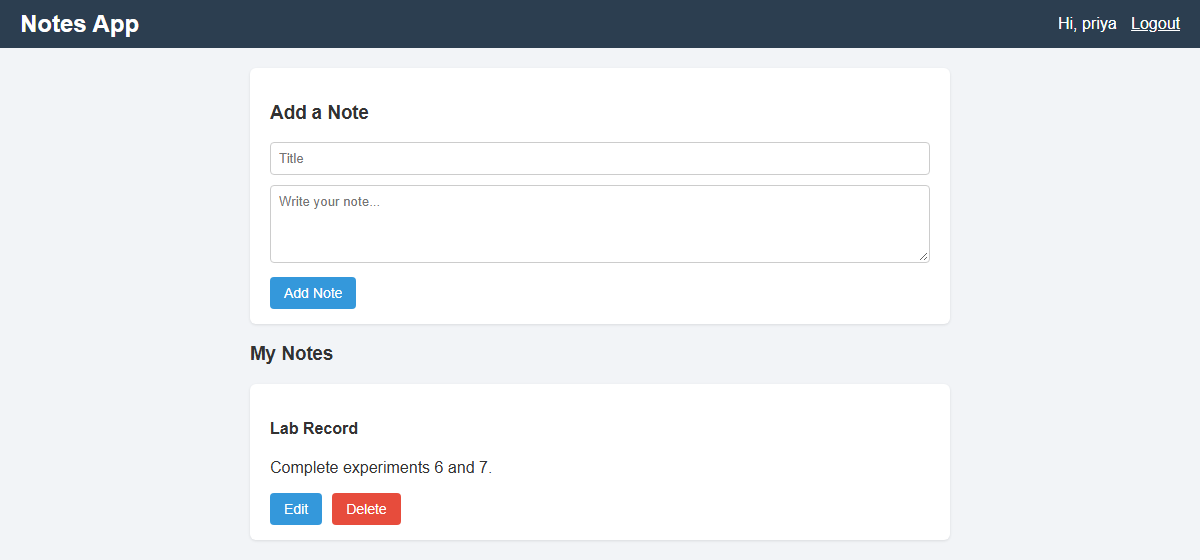 Notes App
Hi, priya Logout
Add a Note
Title
Write your note...
Add Note
My Notes
Lab Record
Complete experiments 6 and 7.
Edit Delete